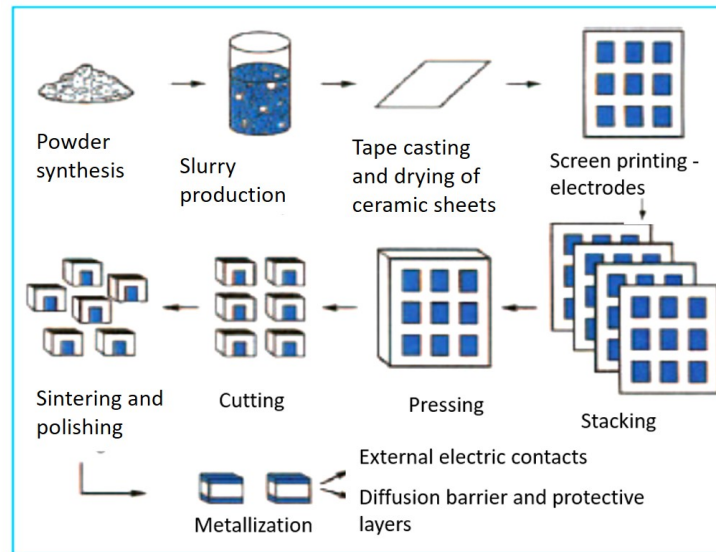 Powder
synthesis
Slurry
production
Tape casting
and drying of
ceramic sheets
Screen printing -
electrodes
Sintering and
polishing
Cutting
Pressing
Stacking
Metallization
External electric contacts
Diffusion barrier and protective
layers